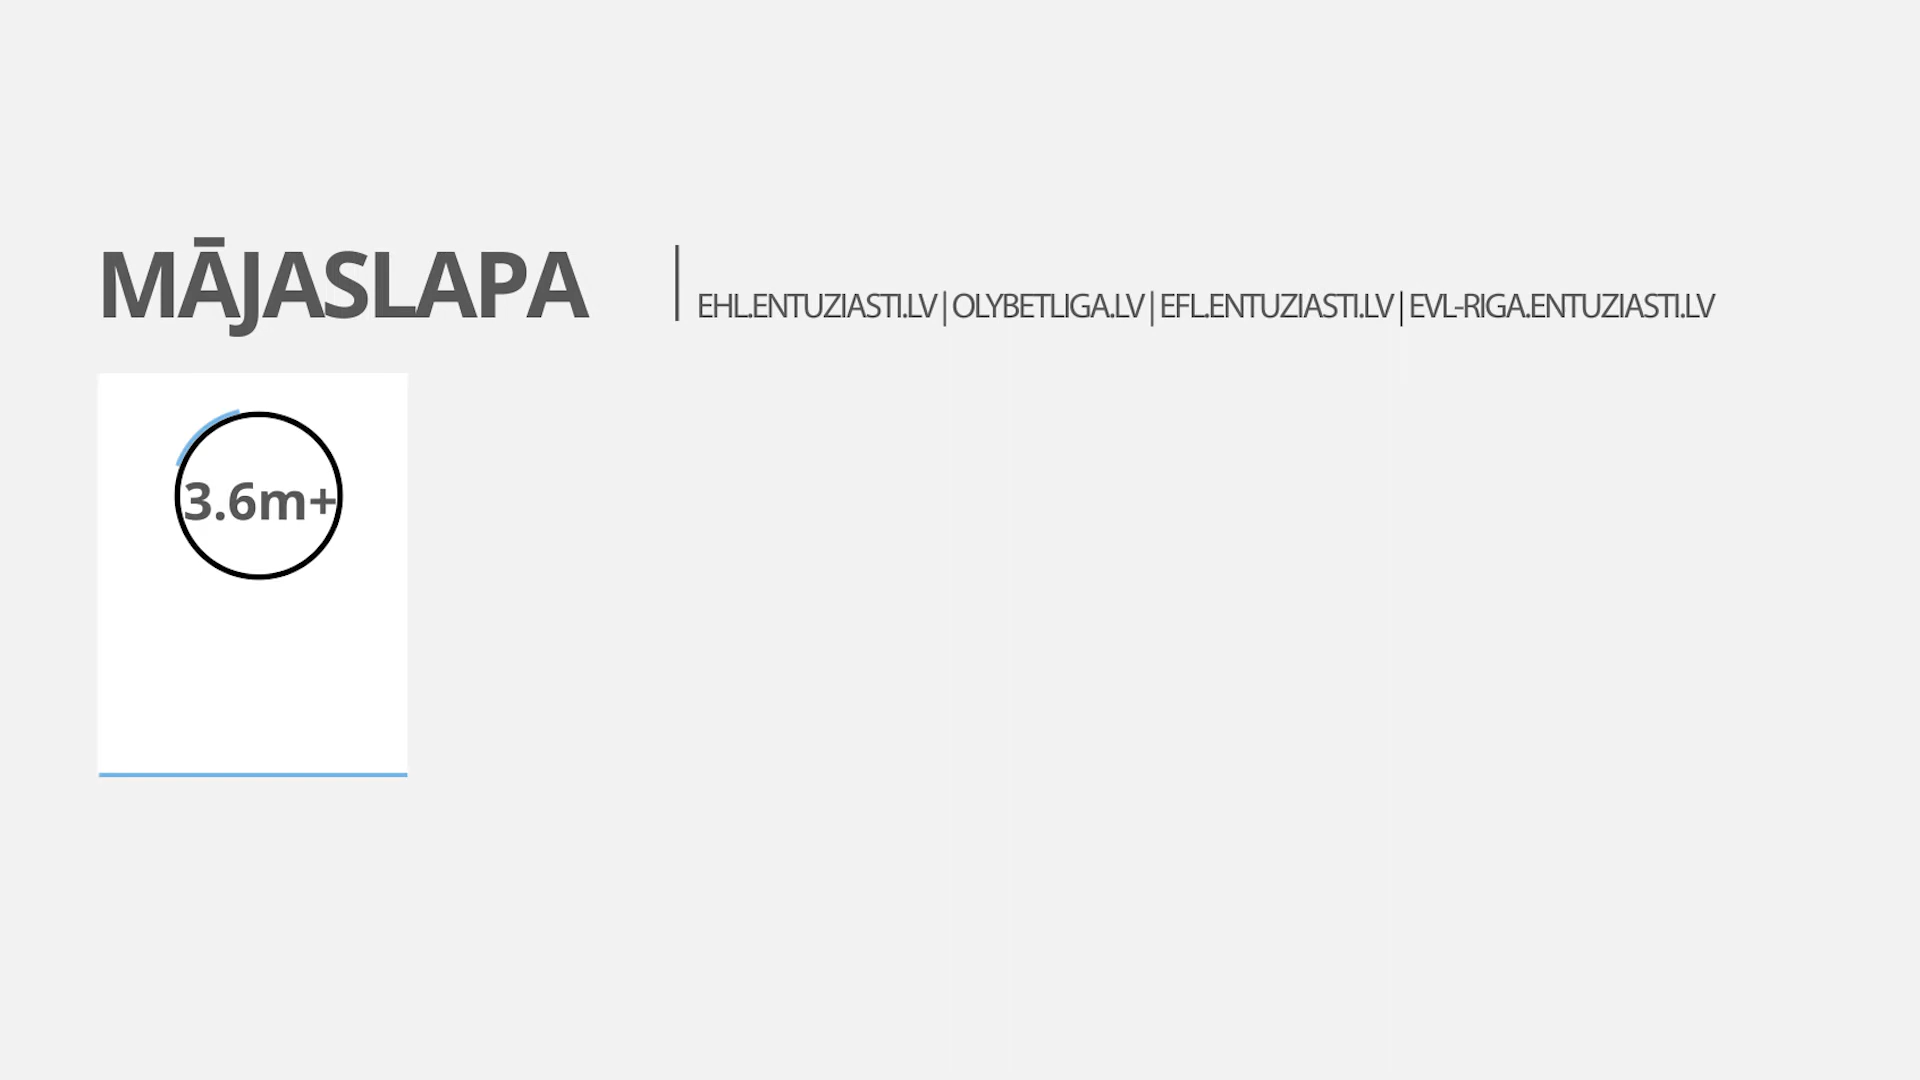 MĀJASLAPA | EHL.ENTUZIASTI.LV | OLYBETLIGA.LV | EFL.ENTUZIASTI.LV | EVL-RIGA.ENTUZIASTI.LV
3.6m+